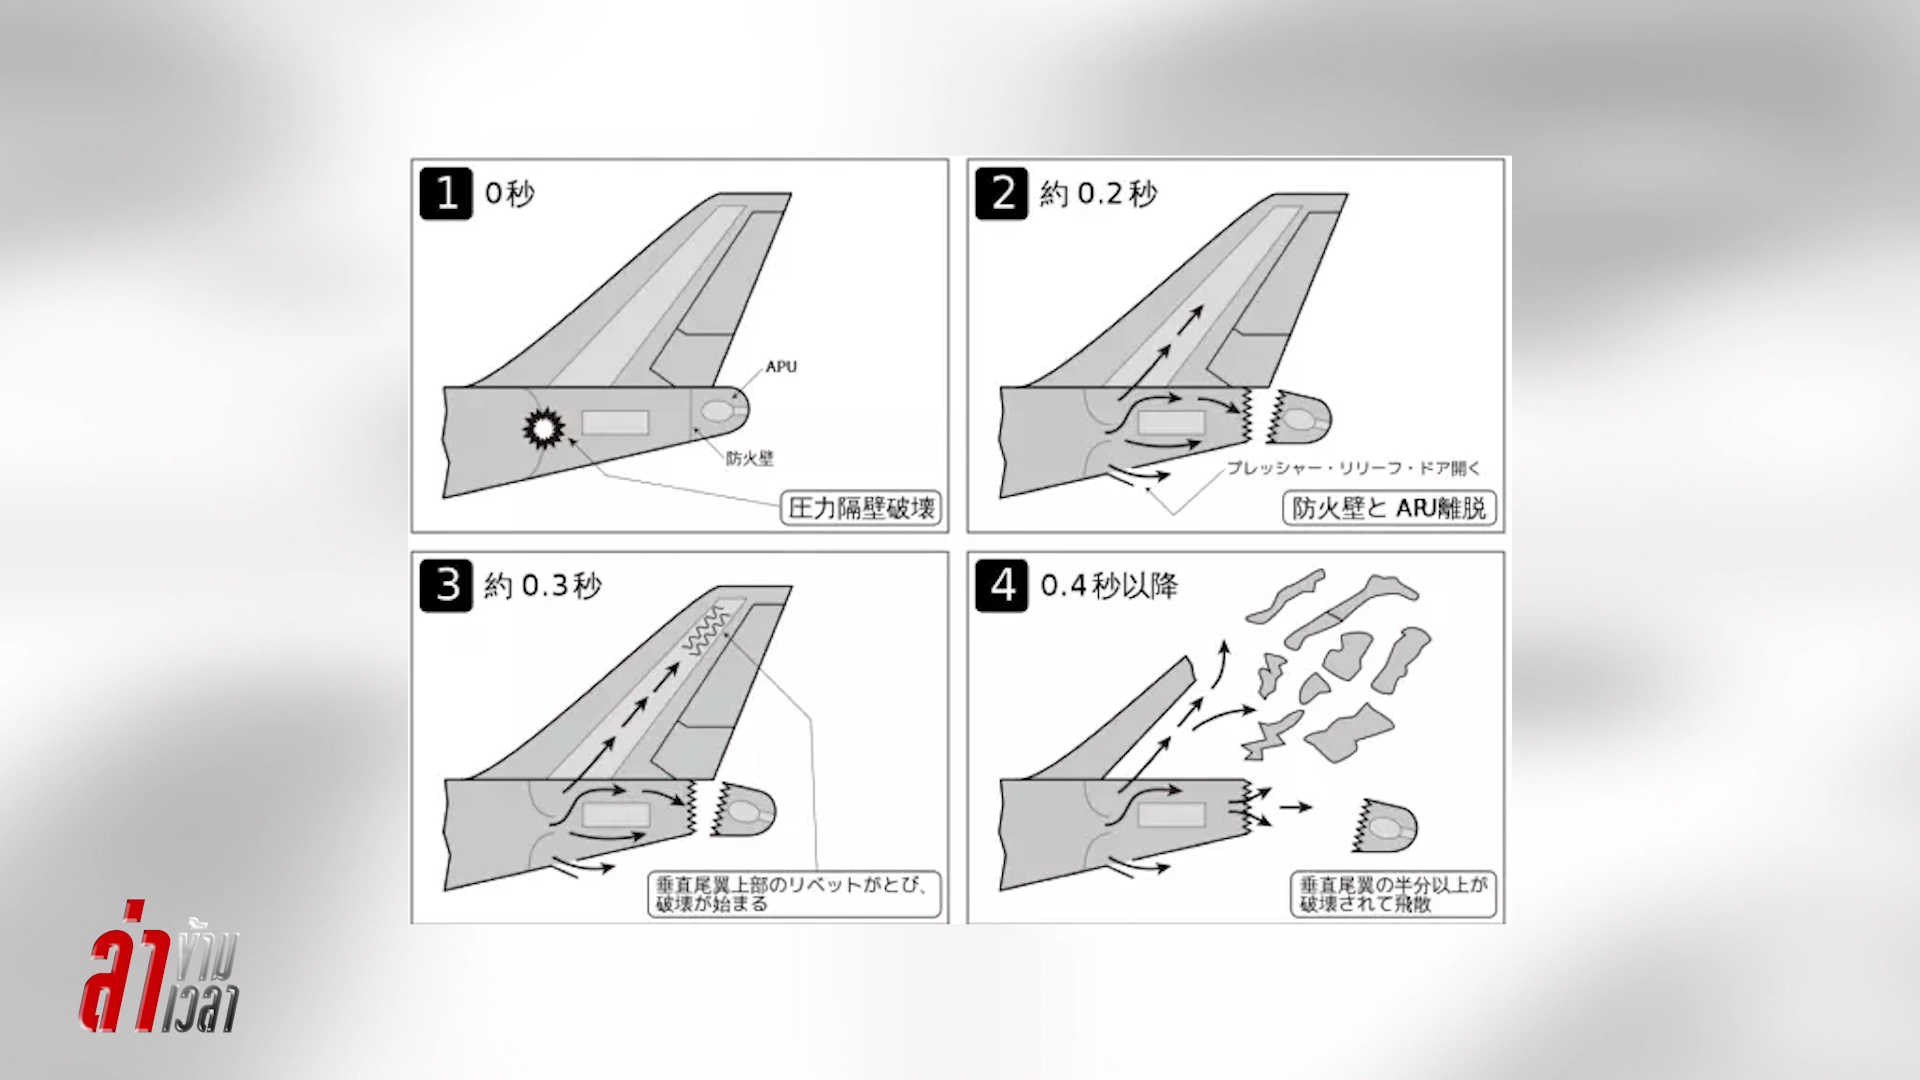 1 0秒
APU
防火壁
圧力隔壁破壊
2 約 0.2秒
プレッシャー・リリーフ・ドア開く
防火壁と APU離脱
3 約 0.3秒
垂直尾翼上部のリベットがとび、
破壊が始まる
4 0.4秒以降
垂直尾翼の半分以上が
破壊されて飛散
ล่าข้าม
เวลา